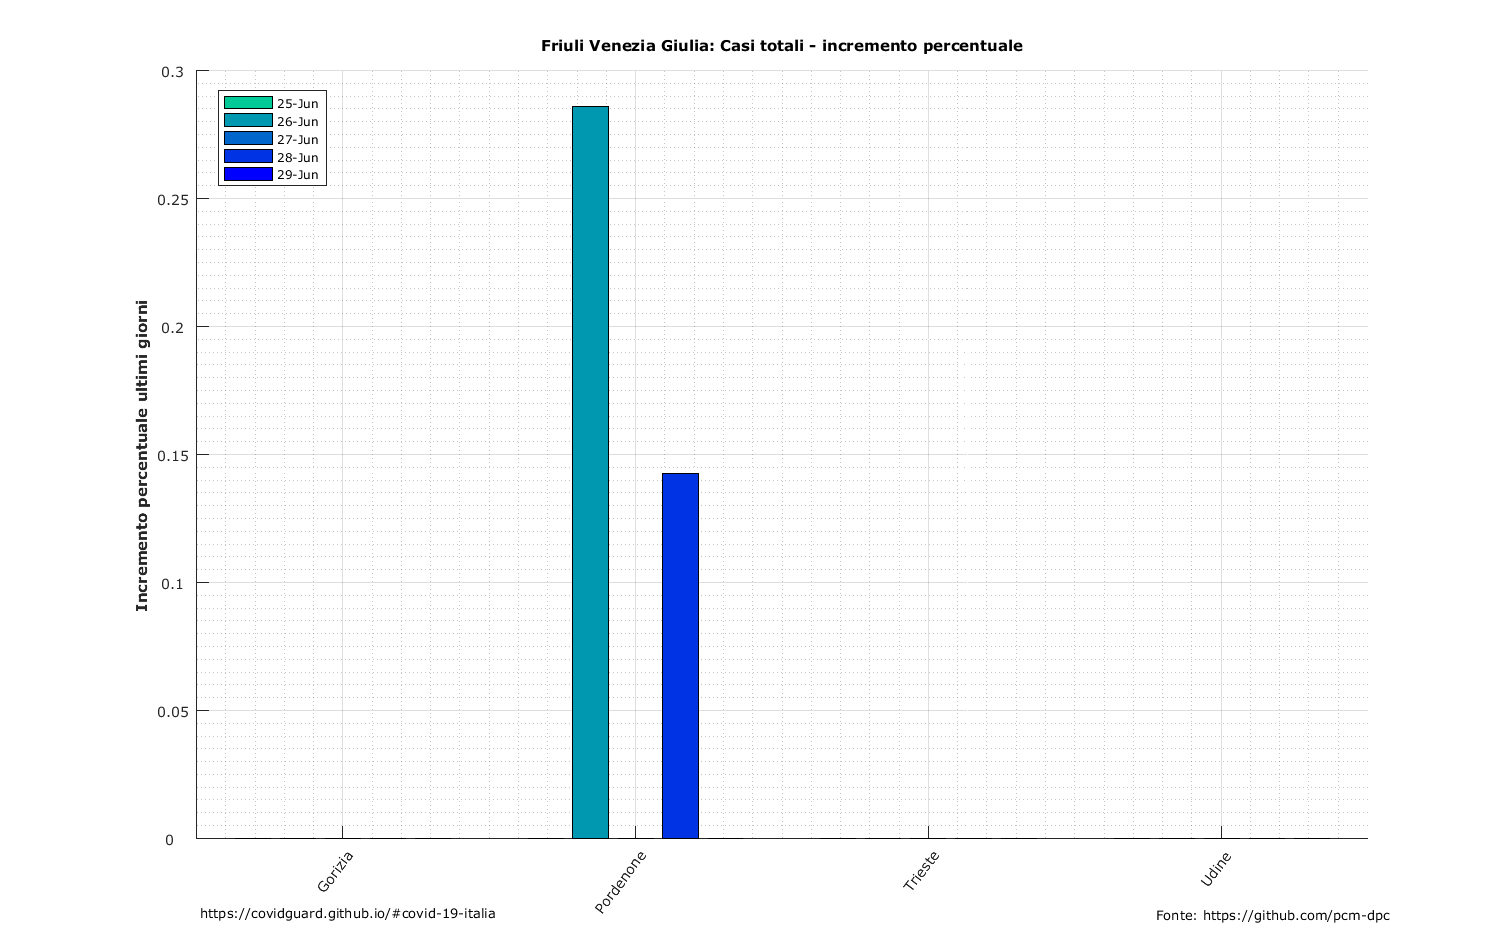 Friuli Venezia Giulia: Casi totali - incremento percentuale
0.3
0.25
0.2
0.15
0.1
0.05
0
Incremento percentuale ultimi giorni
25-Jun
26-Jun
27-Jun
28-Jun
29-Jun
Gorizia
Pordenone
Trieste
Udine
https://covidguard.github.io/#covid-19-italia
Fonte: https://github.com/pcm-dpc